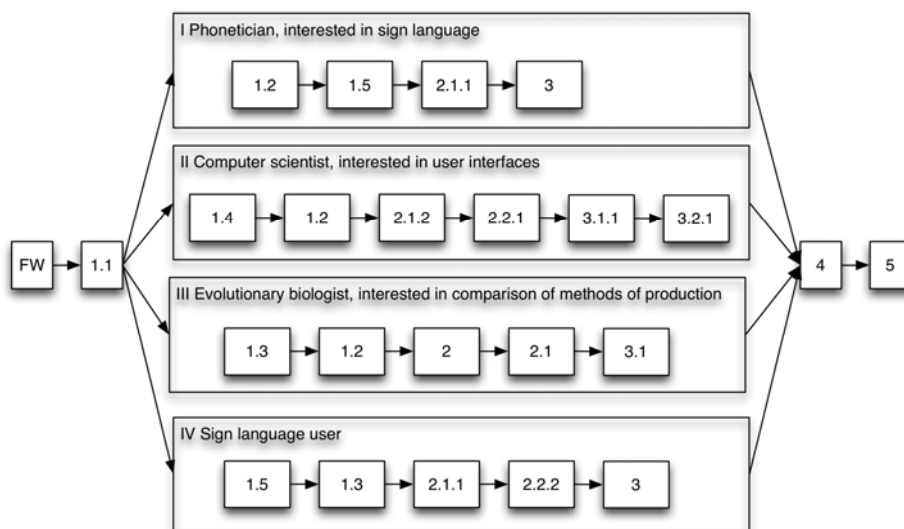 I Phonetician, interested in sign language
1.2 1.5 2.1.1 3
II Computer scientist, interested in user interfaces
1.4 1.2 2.1.2 2.2.1 3.1.1 3.2.1
FW 1.1 4 5
III Evolutionary biologist, interested in comparison of methods of production
1.3 1.2 2 2.1 3.1
IV Sign language user
1.5 1.3 2.1.1 2.2.2 3